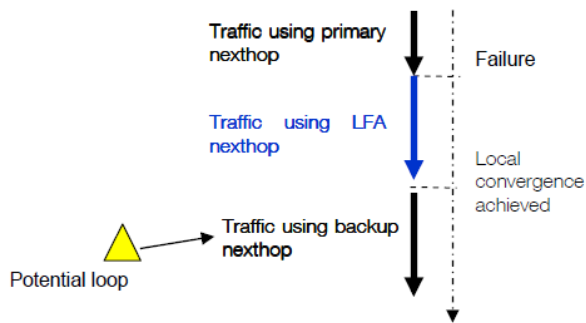 Traffic using primary
nexthop
Failure
Traffic using LFA
nexthop
Local
convergence
achieved
Traffic using backup
nexthop
Potential loop